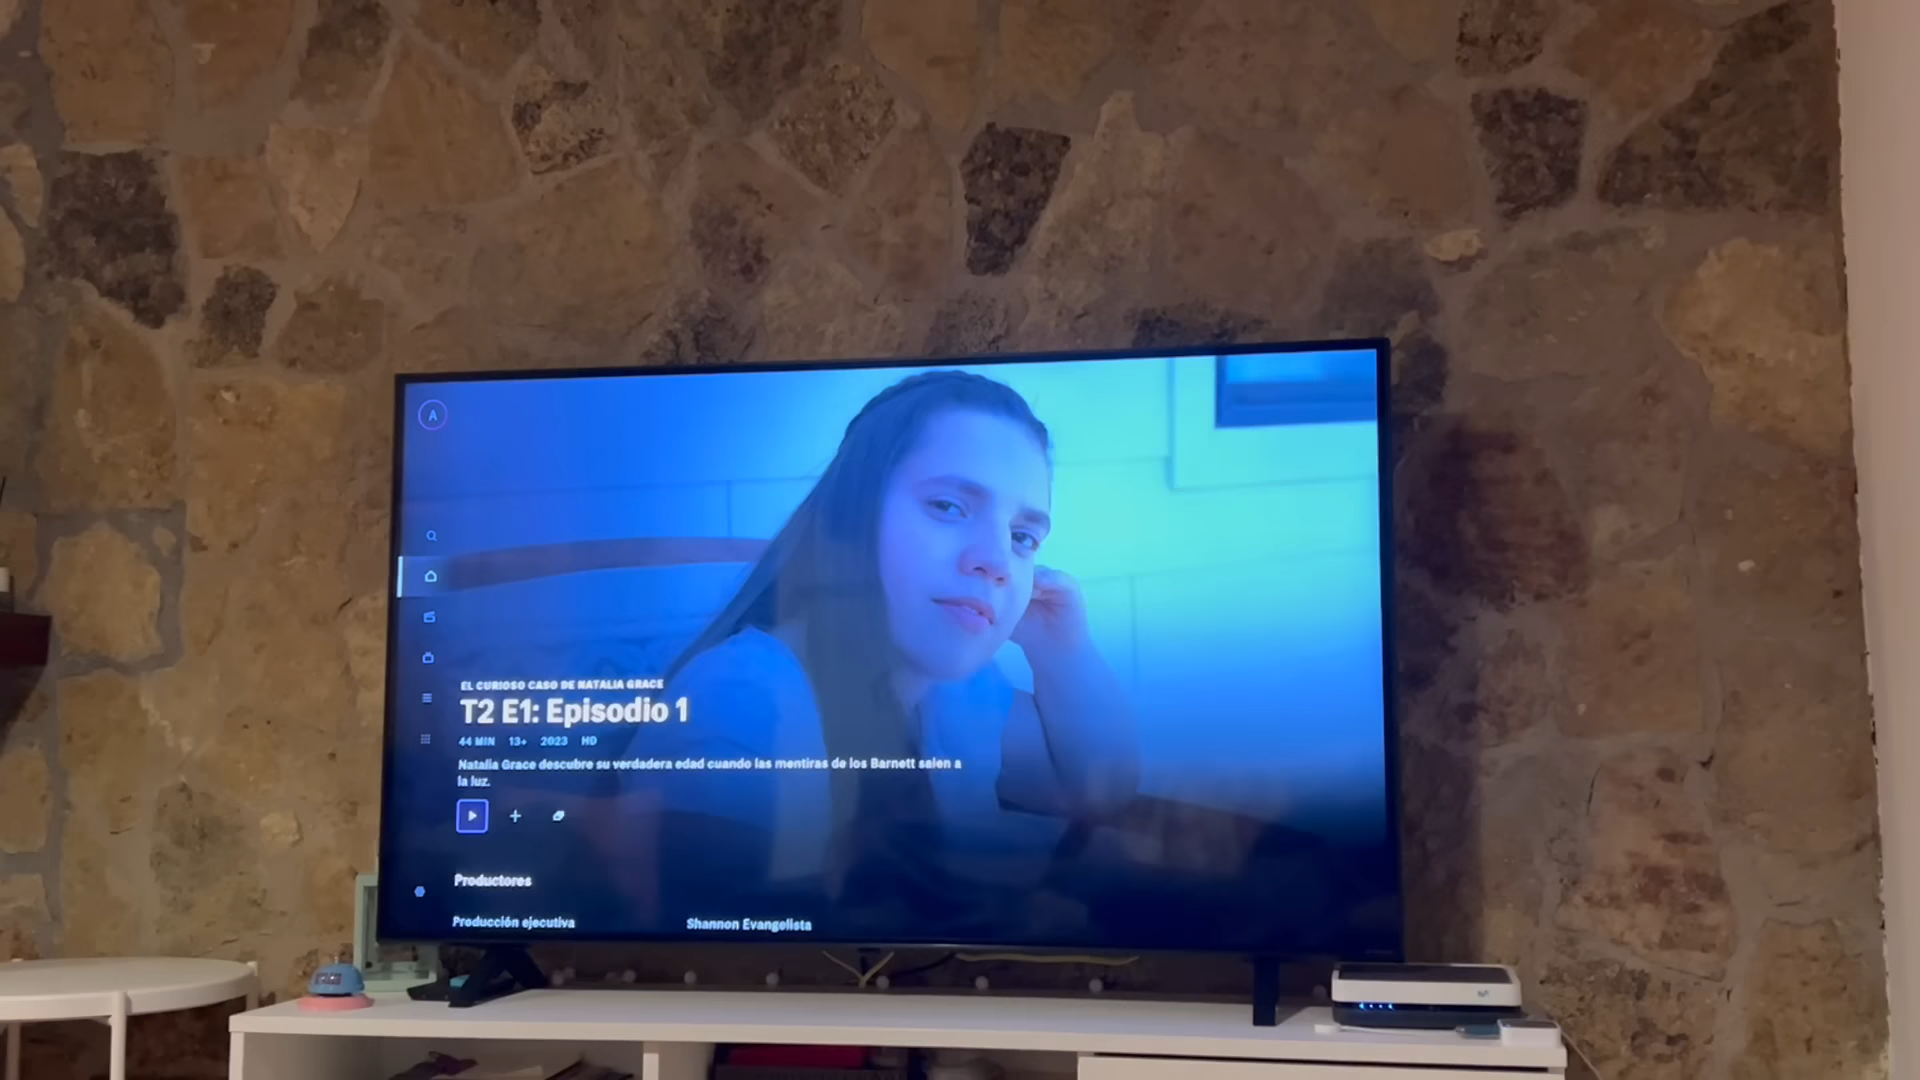 A
EL CURIOSO CASO DE NATALIA GRACE
T2 E1: Episodio 1
44 MIN 13+ 2023 HD
Natalia Grace descubre su verdadera edad cuando las mentiras de los Barnett salen a
la luz.
Productores
Producción ejecutiva Shannon Evangelista